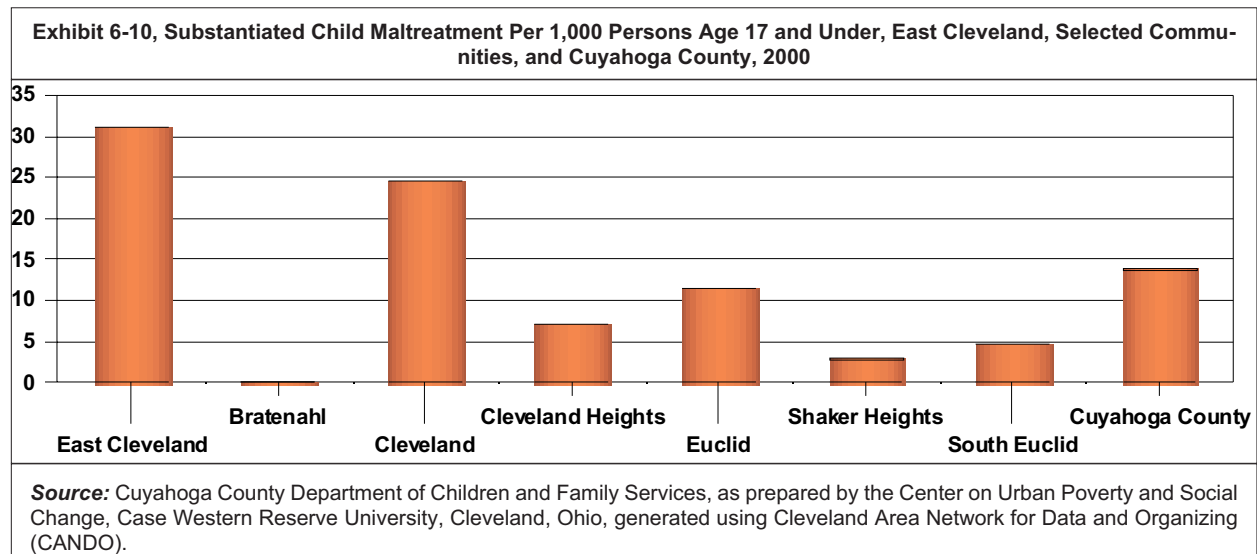 Exhibit 6-10, Substantiated Child Maltreatment Per 1,000 Persons Age 17 and Under, East Cleveland, Selected Commu-
nities, and Cuyahoga County, 2000
35
30
25
20
15
10
5
0
Bratenahl
Cleveland Heights
Shaker Heights
Cuyahoga County
East Cleveland
Cleveland
Euclid
South Euclid
Source: Cuyahoga County Department of Children and Family Services, as prepared by the Center on Urban Poverty and Social
Change, Case Western Reserve University, Cleveland, Ohio, generated using Cleveland Area Network for Data and Organizing
(CANDO).